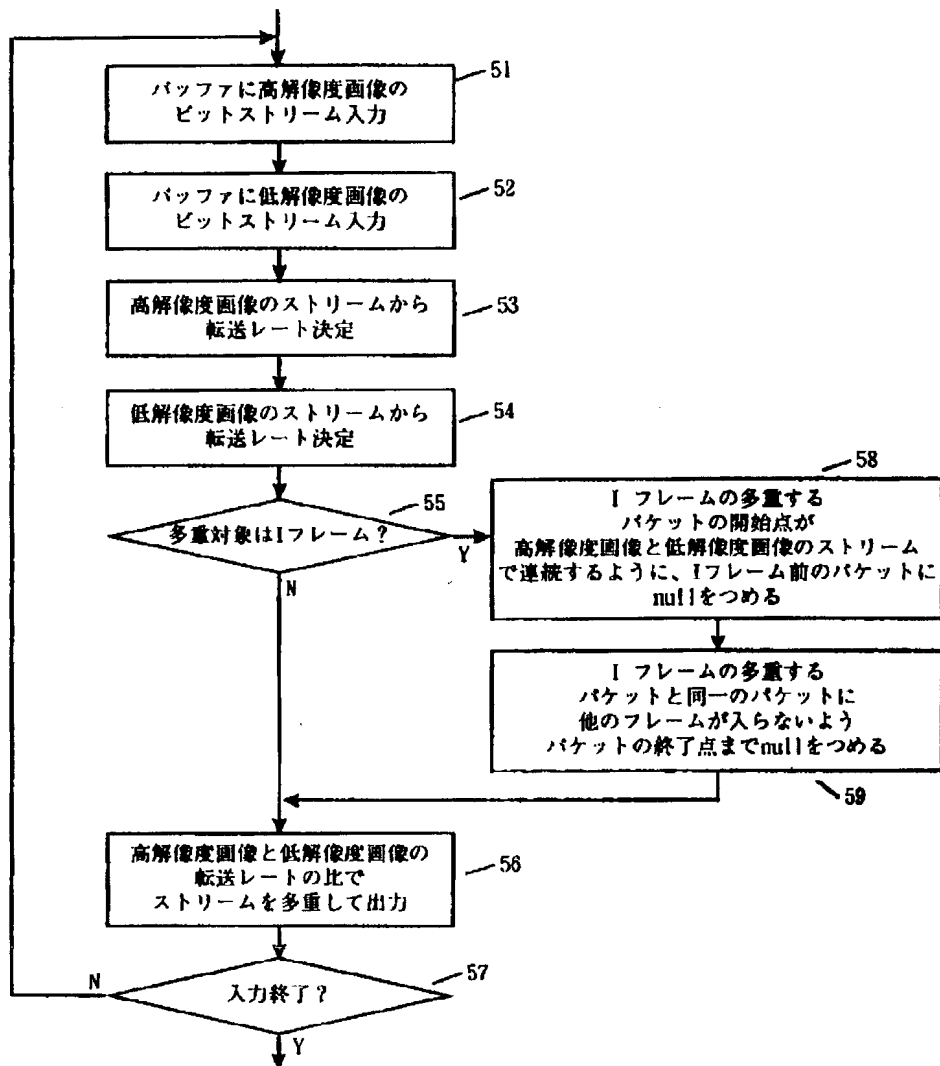 51
バッファに高解像度画像の
ビットストリーム入力
52
バッファに低解像度画像の
ビットストリーム入力
53
高解像度画像のストリームから
転送レート決定
54
低解像度画像のストリームから
転送レート決定
55
多重対象はIフレーム？
Y
N
58
I フレームの多重する
パケットの開始点が
高解像度画像と低解像度画像のストリーム
で連続するように、Iフレーム前のパケットに
nullをつめる
I フレームの多重する
パケットと同一のパケットに
他のフレームが入らないよう
パケットの終了点までnullをつめる
59
56
高解像度画像と低解像度画像の
転送レートの比で
ストリームを多重して出力
57
入力終了？
N
Y